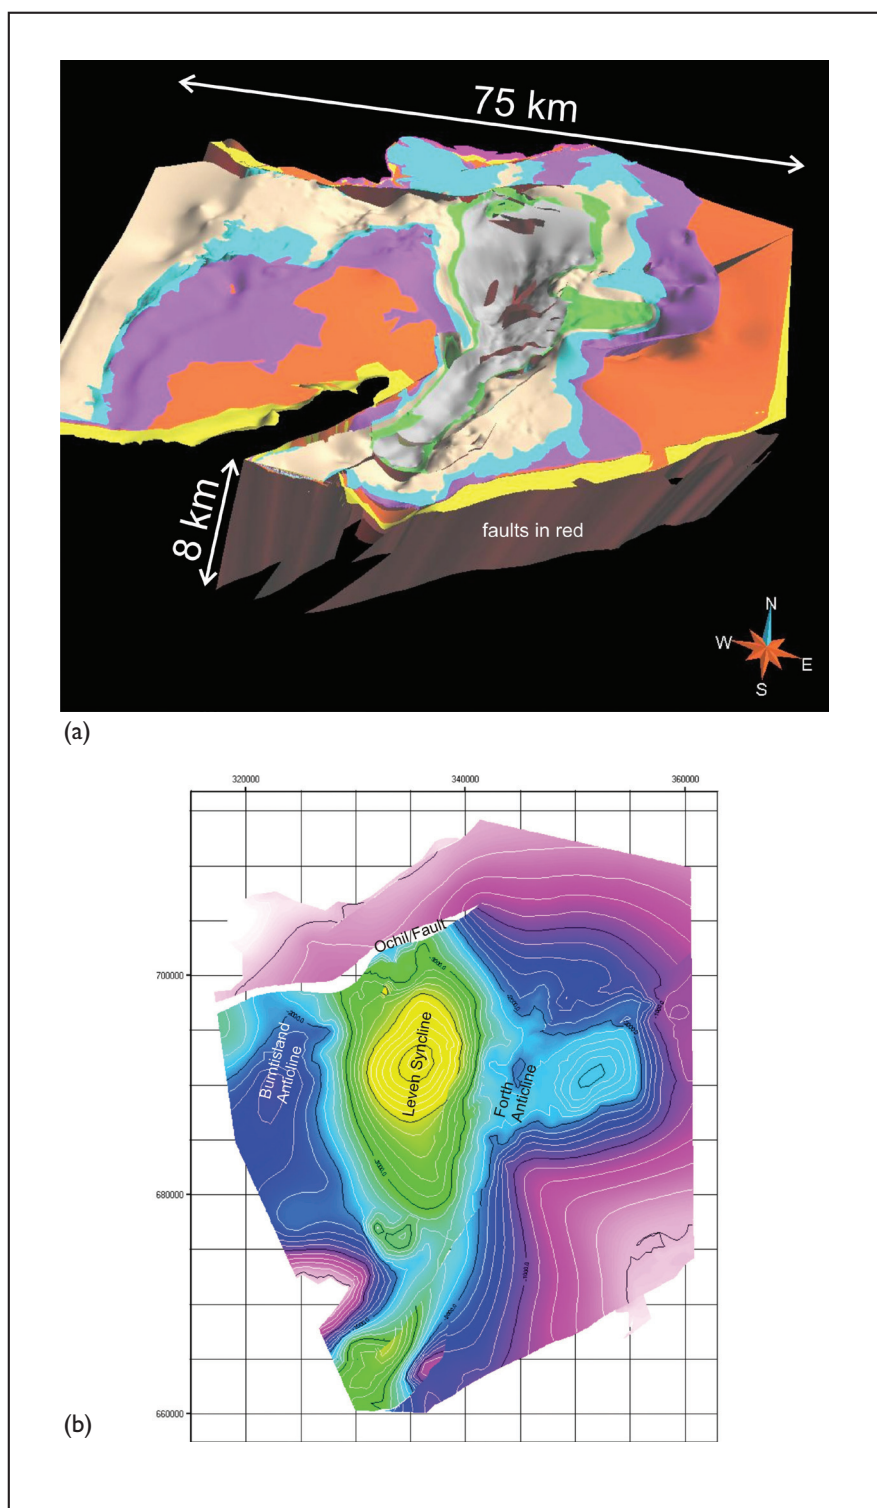 75 km
8 km
faults in red
N
W
E
S
(a)
320000
340000
360000
Ochil/Fault
700000
Burntisland
Anticline
Leven Syncline
Forth
Anticline
680000
660000
(b)